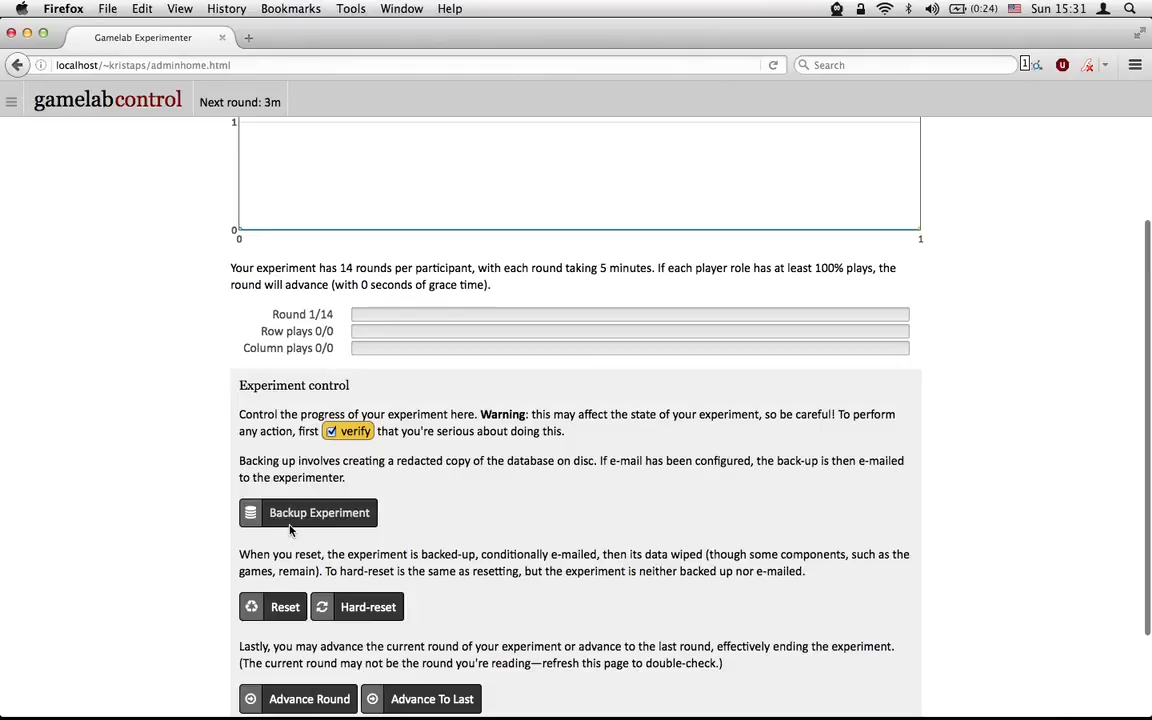 Firefox File Edit View History Bookmarks Tools Window Help (0:24) Sun 15:31
Gamelab Experimenter
localhost/~kristaps/adminhome.html Search 1
gamelabcontrol Next round: 3m
1
0
0 1
Your experiment has 14 rounds per participant, with each round taking 5 minutes. If each player role has at least 100% plays, the
round will advance (with 0 seconds of grace time).
Round 1/14
Row plays 0/0
Column plays 0/0
Experiment control
Control the progress of your experiment here. Warning: this may affect the state of your experiment, so be careful! To perform
any action, first verify that you're serious about doing this.
Backing up involves creating a redacted copy of the database on disc. If e-mail has been configured, the back-up is then e-mailed
to the experimenter.
Backup Experiment
When you reset, the experiment is backed-up, conditionally e-mailed, then its data wiped (though some components, such as the
games, remain). To hard-reset is the same as resetting, but the experiment is neither backed up nor e-mailed.
Reset Hard-reset
Lastly, you may advance the current round of your experiment or advance to the last round, effectively ending the experiment.
(The current round may not be the round you're reading—refresh this page to double-check.)
Advance Round Advance To Last